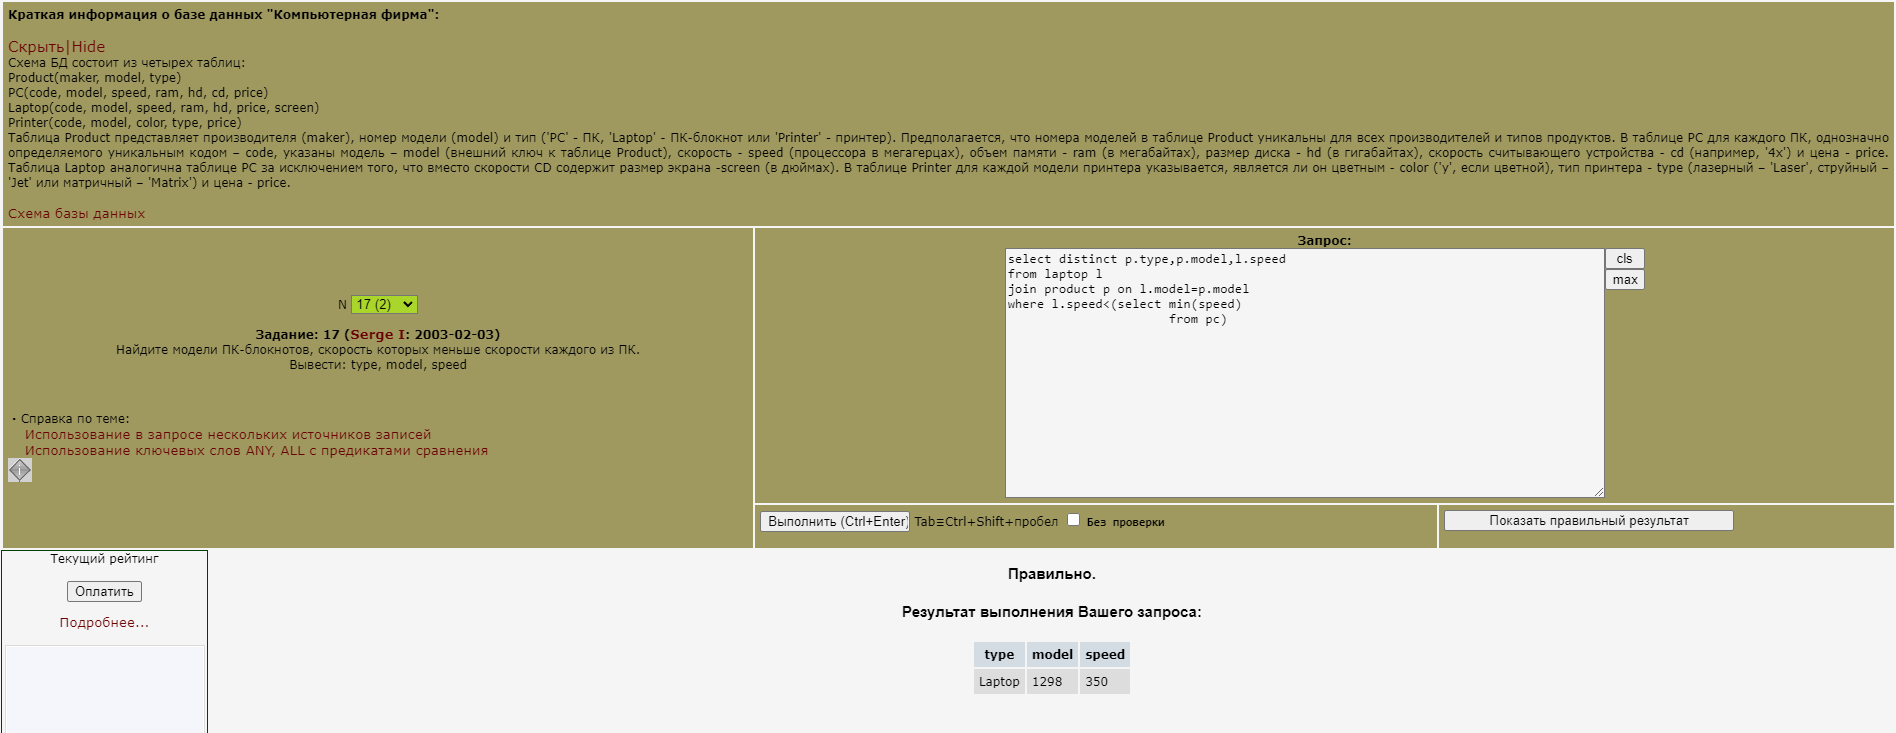 Краткая информация о базе данных "Компьютерная фирма":
Скрыть|Hide
Схема БД состоит из четырех таблиц:
Product(maker, model, type)
PC(code, model, speed, ram, hd, cd, price)
Laptop(code, model, speed, ram, hd, price, screen)
Printer(code, model, color, type, price)
Таблица Product представляет производителя (maker), номер модели (model) и тип ('PC' - ПК, 'Laptop' - ПК-блокнот или 'Printer' - принтер). Предполагается, что номера моделей в таблице Product уникальны для всех производителей и типов продуктов. В таблице PC для каждого ПК, однозначно
определяемого уникальным кодом – code, указаны модель – model (внешний ключ к таблице Product), скорость - speed (процессора в мегагерцах), объем памяти - ram (в мегабайтах), размер диска - hd (в гигабайтах), скорость считывающего устройства - cd (например, '4x') и цена - price.
Таблица Laptop аналогична таблице РС за исключением того, что вместо скорости CD содержит размер экрана -screen (в дюймах). В таблице Printer для каждой модели принтера указывается, является ли он цветным - color ('y', если цветной), тип принтера - type (лазерный – 'Laser', струйный –
'Jet' или матричный – 'Matrix') и цена - price.
Схема базы данных
N 17 (2)
Задание: 17 (Serge I: 2003-02-03)
Найдите модели ПК-блокнотов, скорость которых меньше скорости каждого из ПК.
Вывести: type, model, speed
· Справка по теме:
Использование в запросе нескольких источников записей
Использование ключевых слов ANY, ALL с предикатами сравнения
Запрос:
select distinct p.type,p.model,l.speed
from laptop l
join product p on l.model=p.model
where l.speed<(select min(speed)
from pc)
cls
max
Выполнить (Ctrl+Enter) Tab≡Ctrl+Shift+пробел Без проверки
Показать правильный результат
Текущий рейтинг
Оплатить
Подробнее...
Правильно.
Результат выполнения Вашего запроса:
type model speed
Laptop 1298 350